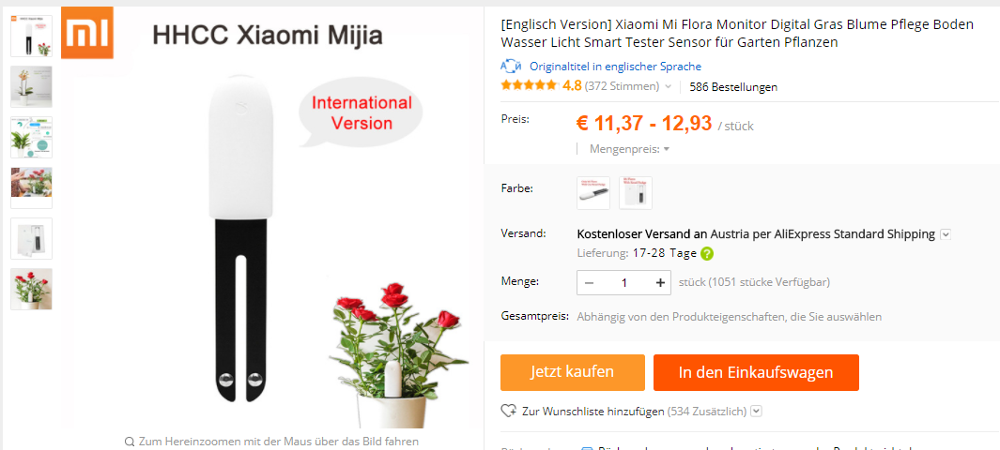 mi
HHCC Xiaomi Mijia
International
Version
Zum Hereinzoomen mit der Maus über das Bild fahren
[Englisch Version] Xiaomi Mi Flora Monitor Digital Gras Blume Pflege Boden
Wasser Licht Smart Tester Sensor für Garten Pflanzen
Originaltitel in englischer Sprache
4.8 (372 Stimmen) 586 Bestellungen
Preis: € 11,37 - 12,93 / stück
Mengenpreis:
Farbe:
Versand: Kostenloser Versand an Austria per AliExpress Standard Shipping
Lieferung: 17-28 Tage ?
Menge: − 1 + stück (1051 stücke Verfügbar)
Gesamtpreis: Abhängig von den Produkteigenschaften, die Sie auswählen
Jetzt kaufen In den Einkaufswagen
Zur Wunschliste hinzufügen (534 Zusätzlich)